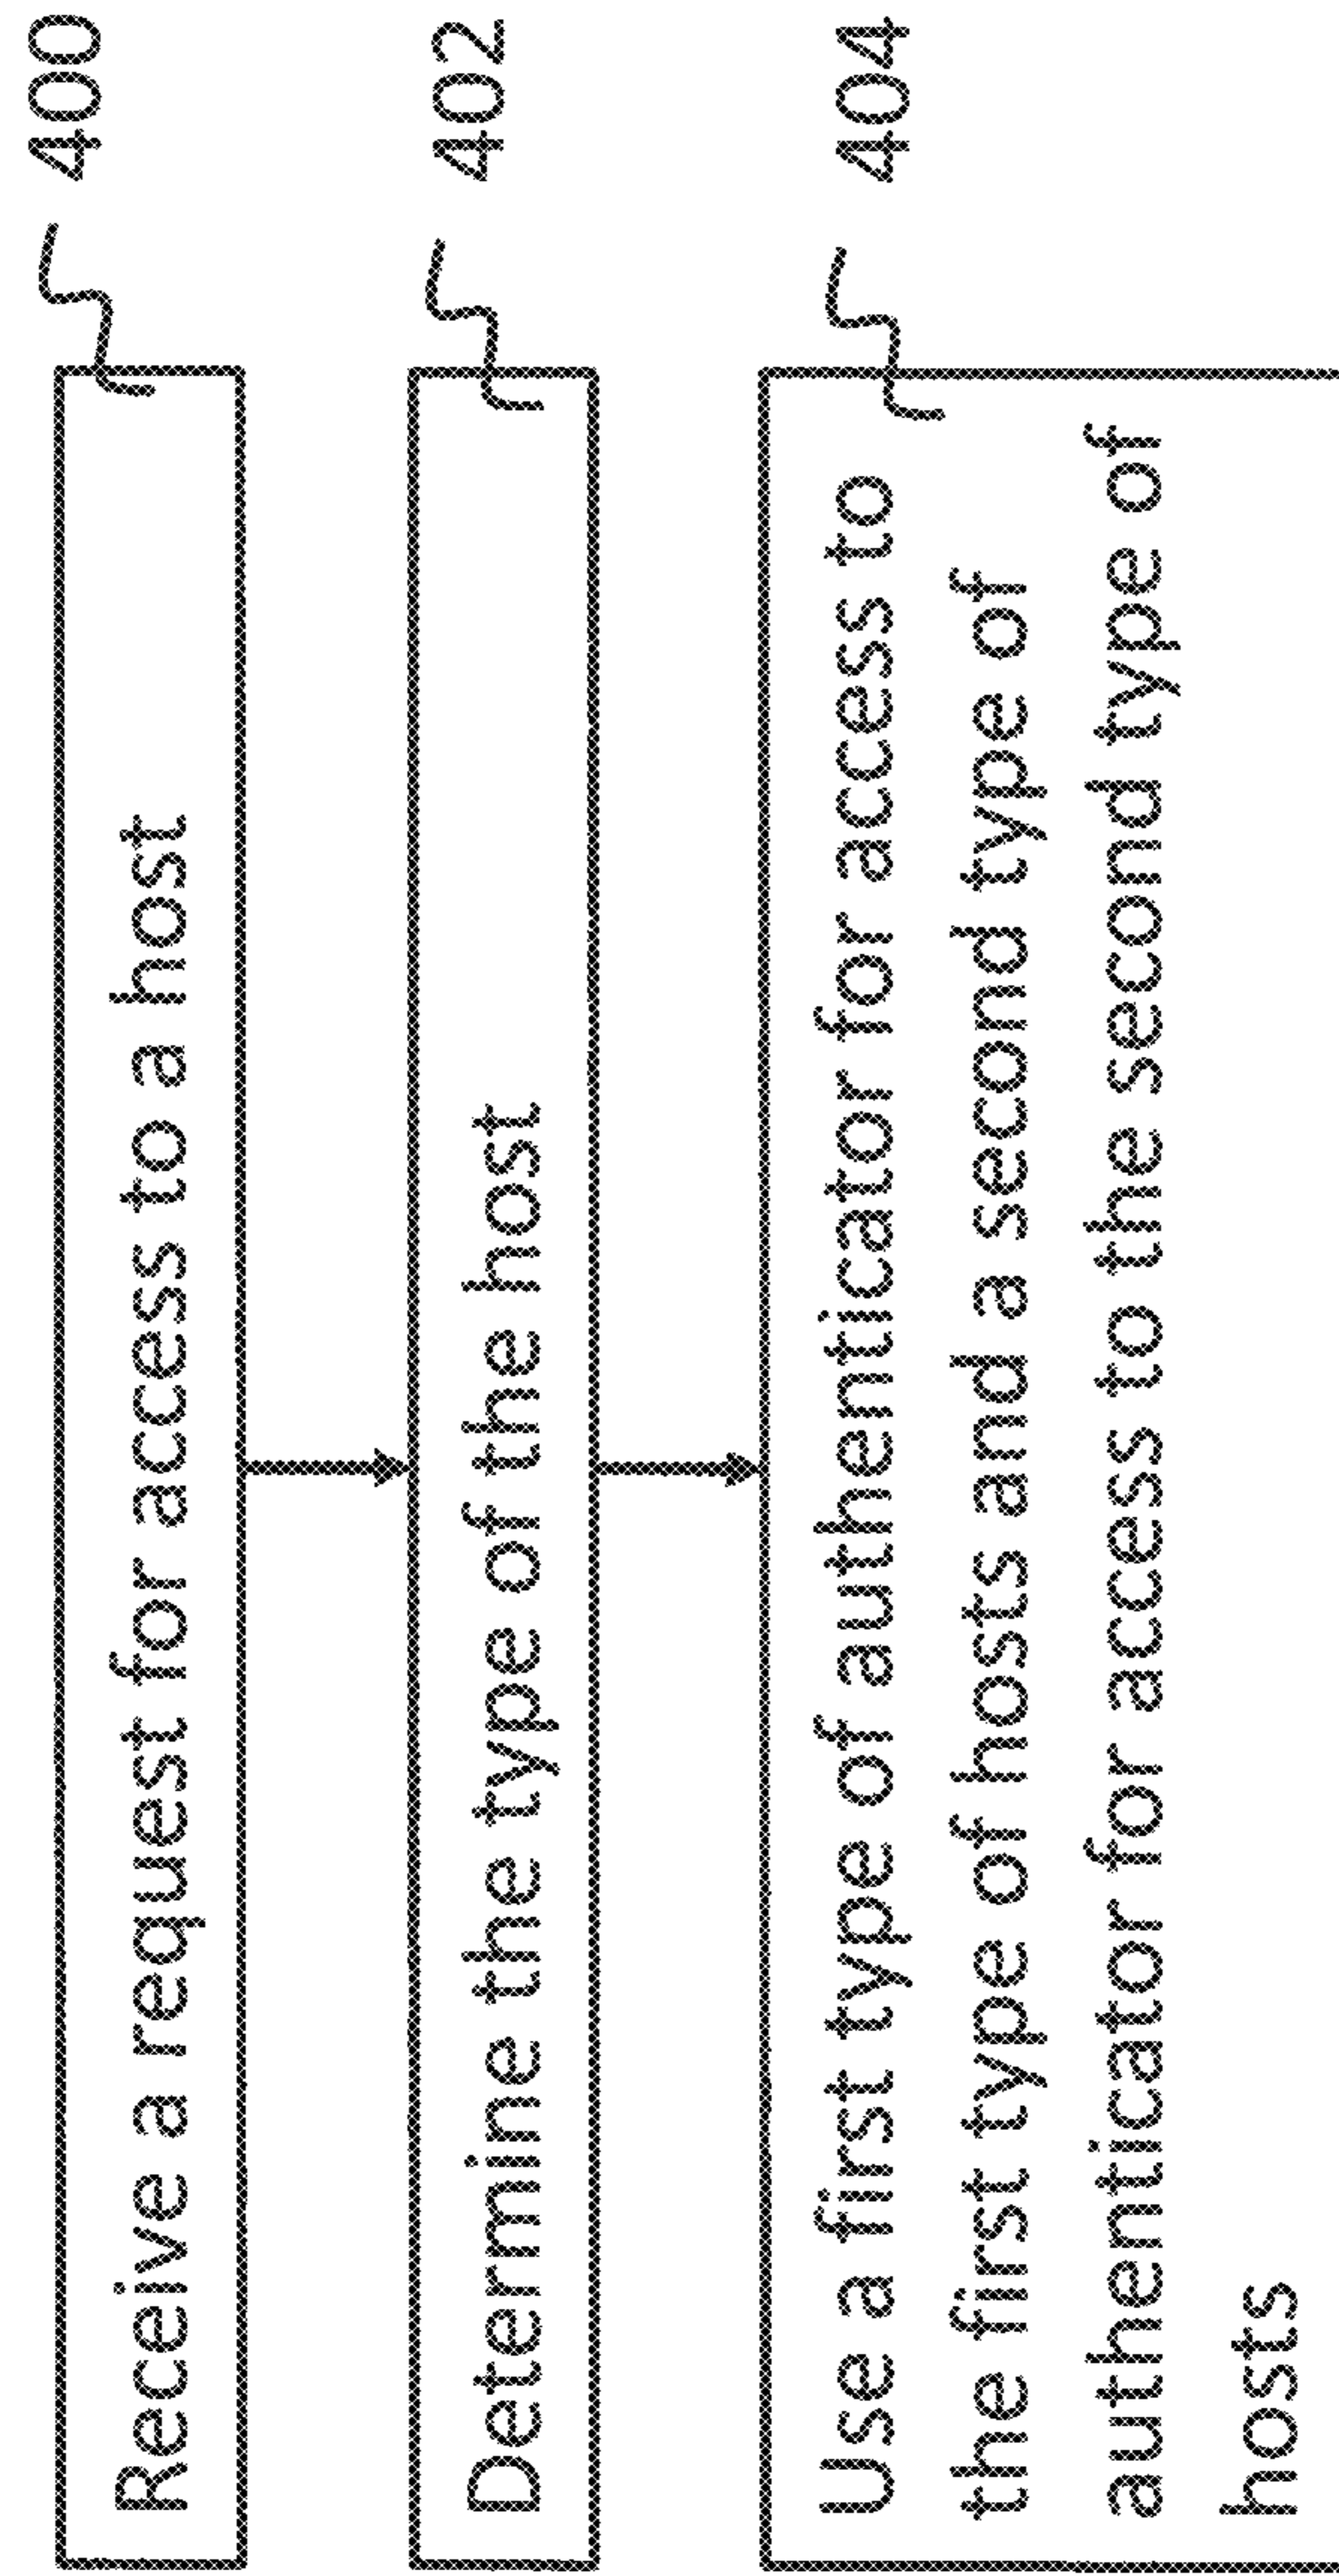 Receive a request for access to a host
400
Determine the type of the host
402
Use a first type of authenticator for access to
the first type of hosts and a second type of
authenticator for access to the second type of
hosts
404